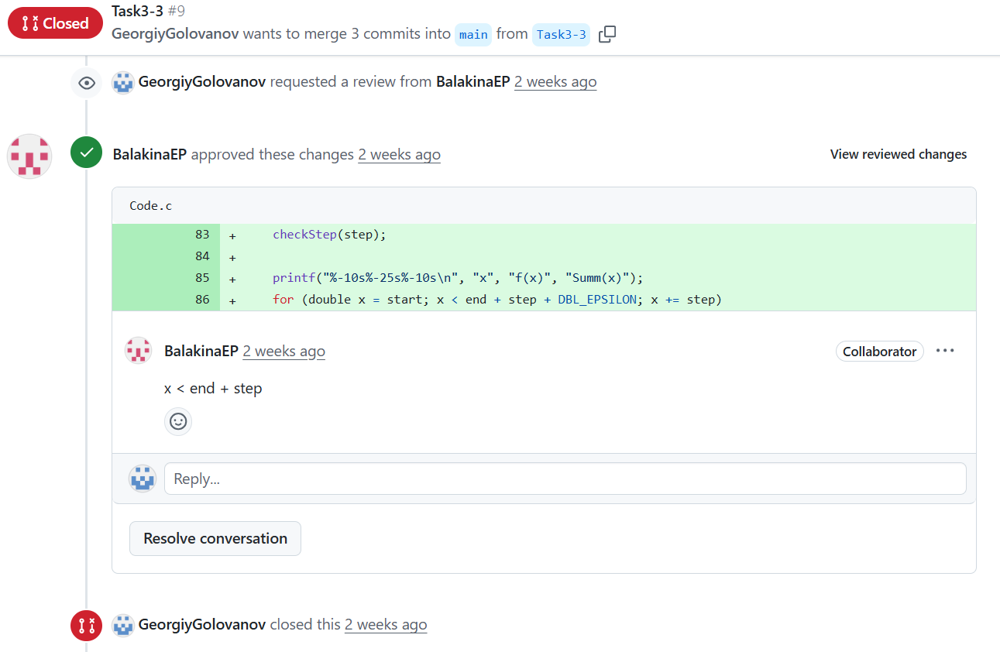 Closed
Task3-3 #9
GeorgiyGolovanov wants to merge 3 commits into main from Task3-3
GeorgiyGolovanov requested a review from BalakinaEP 2 weeks ago
BalakinaEP approved these changes 2 weeks ago
View reviewed changes
Code.c
83 + checkStep(step);
84 +
85 + printf("%-10s%-25s%-10s\n", "x", "f(x)", "Summ(x)");
86 + for (double x = start; x < end + step + DBL_EPSILON; x += step)
BalakinaEP 2 weeks ago
Collaborator
x < end + step
Reply...
Resolve conversation
GeorgiyGolovanov closed this 2 weeks ago